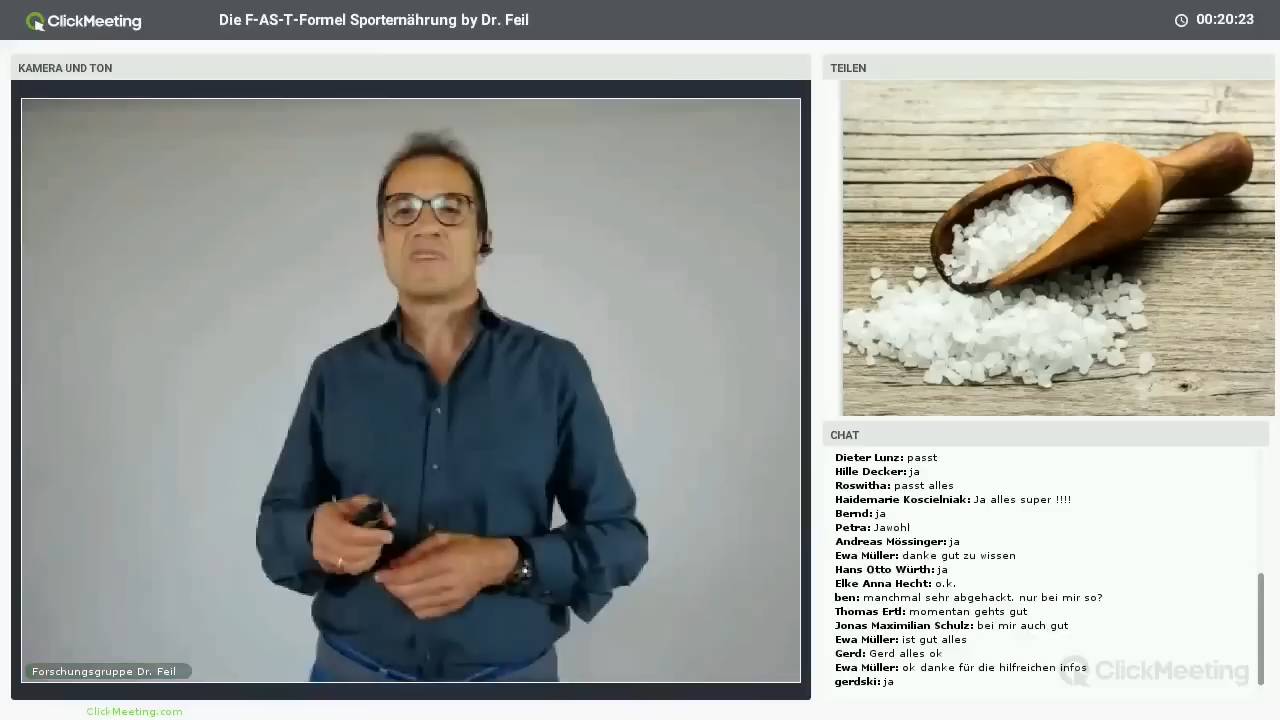 ClickMeeting
Die F-AS-T-Formel Sporternährung by Dr. Feil
00:20:23
KAMERA UND TON
TEILEN
Forschungsgruppe Dr. Feil
CHAT
Dieter Lunz: passt
Hille Decker: ja
Roswitha: passt alles
Haidemarie Koscielniak: Ja alles super !!!!
Bernd: ja
Petra: Jawohl
Andreas Mössinger: ja
Ewa Müller: danke gut zu wissen
Hans Otto Würth: ja
Elke Anna Hecht: o.k.
ben: manchmal sehr abgehackt. nur bei mir so?
Thomas Ertl: momentan gehts gut
Jonas Maximilian Schulz: bei mir auch gut
Ewa Müller: ist gut alles
Gerd: Gerd alles ok
Ewa Müller: ok danke für die hilfreichen infos
gerdski: ja
ClickMeeting
ClickMeeting.com